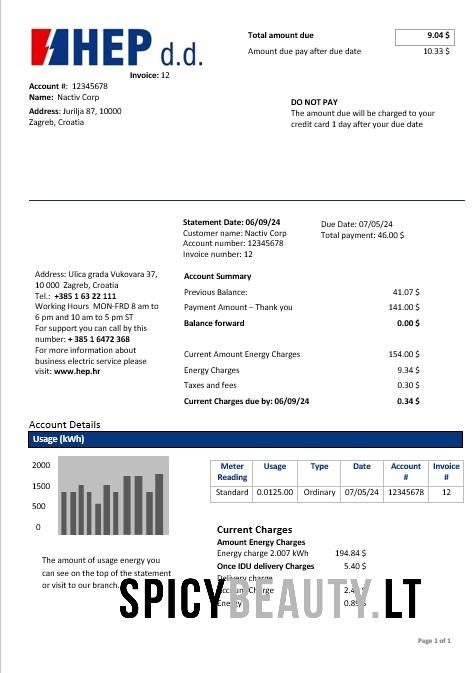 HEP d.d.
Invoice: 12
Account #: 12345678
Name: Nactiv Corp
Address: Jurilja 87, 10000
Zagreb, Croatia
Total amount due 9.04 $
Amount due pay after due date 10.33 $
DO NOT PAY
The amount due will be charged to your
credit card 1 day after your due date
Statement Date: 06/09/24
Customer name: Nactiv Corp
Account number: 12345678
Invoice number: 12
Due Date: 07/05/24
Total payment: 46.00 $
Address: Ulica grada Vukovara 37,
10 000 Zagreb, Croatia
Tel.: +385 1 63 22 111
Working Hours MON-FRD 8 am to
6 pm and 10 am to 5 pm ST
For support you can call by this
number: + 385 1 6472 368
For more information about
business electric service please
visit: www.hep.hr
Account Summary
Previous Balance: 41.07 $
Payment Amount – Thank you 141.00 $
Balance forward 0.00 $
Current Amount Energy Charges 154.00 $
Energy Charges 9.34 $
Taxes and fees 0.30 $
Current Charges due by: 06/09/24 0.34 $
Account Details
Usage (kWh)
2000
1500
500
0
The amount of usage energy you
can see on the top of the statement
or visit to our branch.
Meter Reading Usage Type Date Account # Invoice #
Standard 0.0125.00 Ordinary 07/05/24 12345678 12
Current Charges
Amount Energy Charges
Energy charge 2.007 kWh 194.84 $
Once IDU delivery Charges 5.40 $
Delivery charge
Charge
SPICYBEAUTY.LT
Page 1 of 1